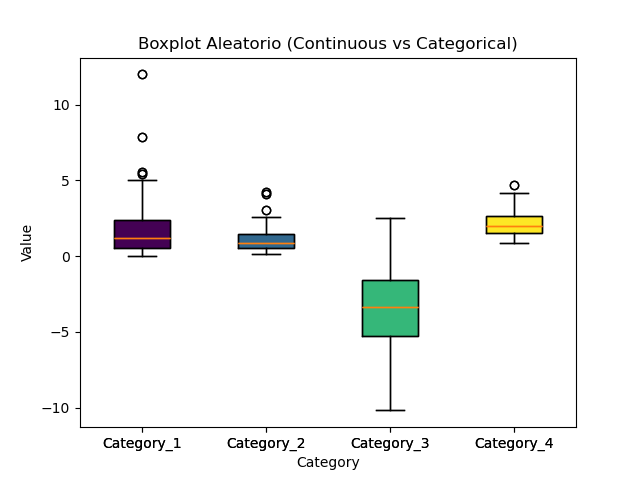 Boxplot Aleatorio (Continuous vs Categorical)
10
5
0
−5
−10
Value
Category_1 Category_2 Category_3 Category_4
Category